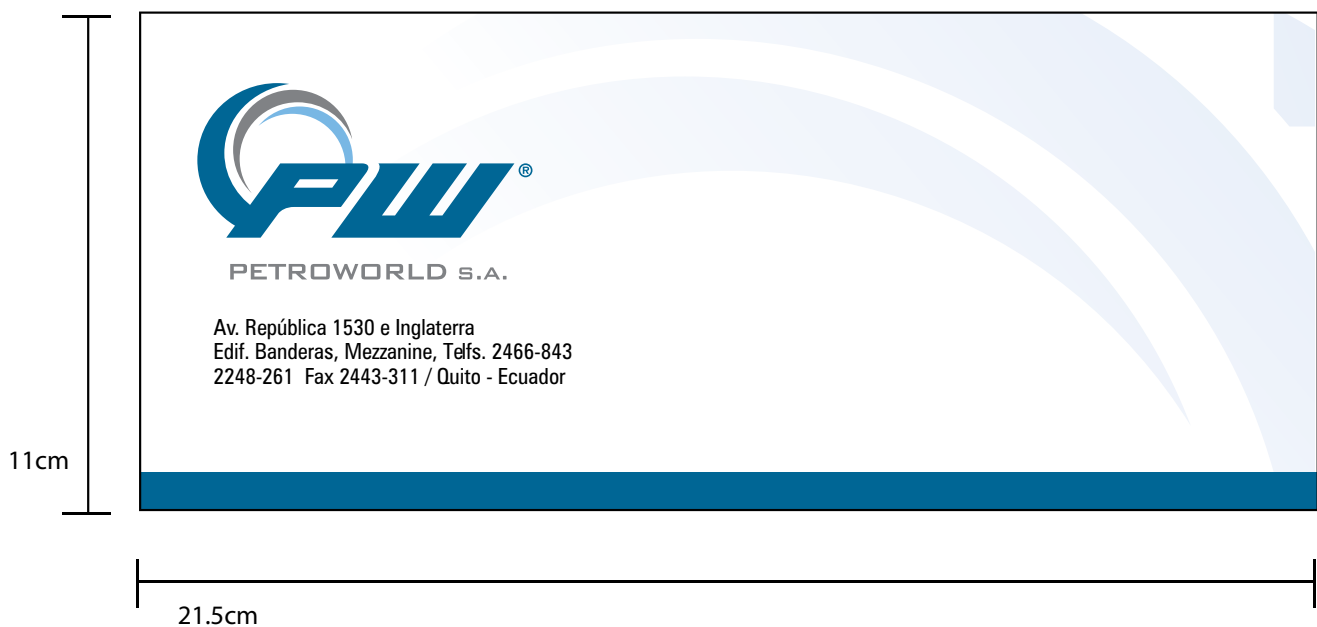 PW®
PETROWORLD S.A.
Av. República 1530 e Inglaterra
Edif. Banderas, Mezzanine, Telfs. 2466-843
2248-261 Fax 2443-311 / Quito - Ecuador
11cm
21.5cm